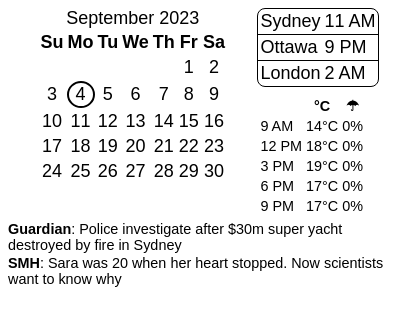 September 2023
Su Mo Tu We Th Fr Sa
1 2
3 4 5 6 7 8 9
10 11 12 13 14 15 16
17 18 19 20 21 22 23
24 25 26 27 28 29 30
Sydney 11 AM
Ottawa 9 PM
London 2 AM
°C ☂
9 AM 14°C 0%
12 PM 18°C 0%
3 PM 19°C 0%
6 PM 17°C 0%
9 PM 17°C 0%
Guardian: Police investigate after $30m super yacht
destroyed by fire in Sydney
SMH: Sara was 20 when her heart stopped. Now scientists
want to know why